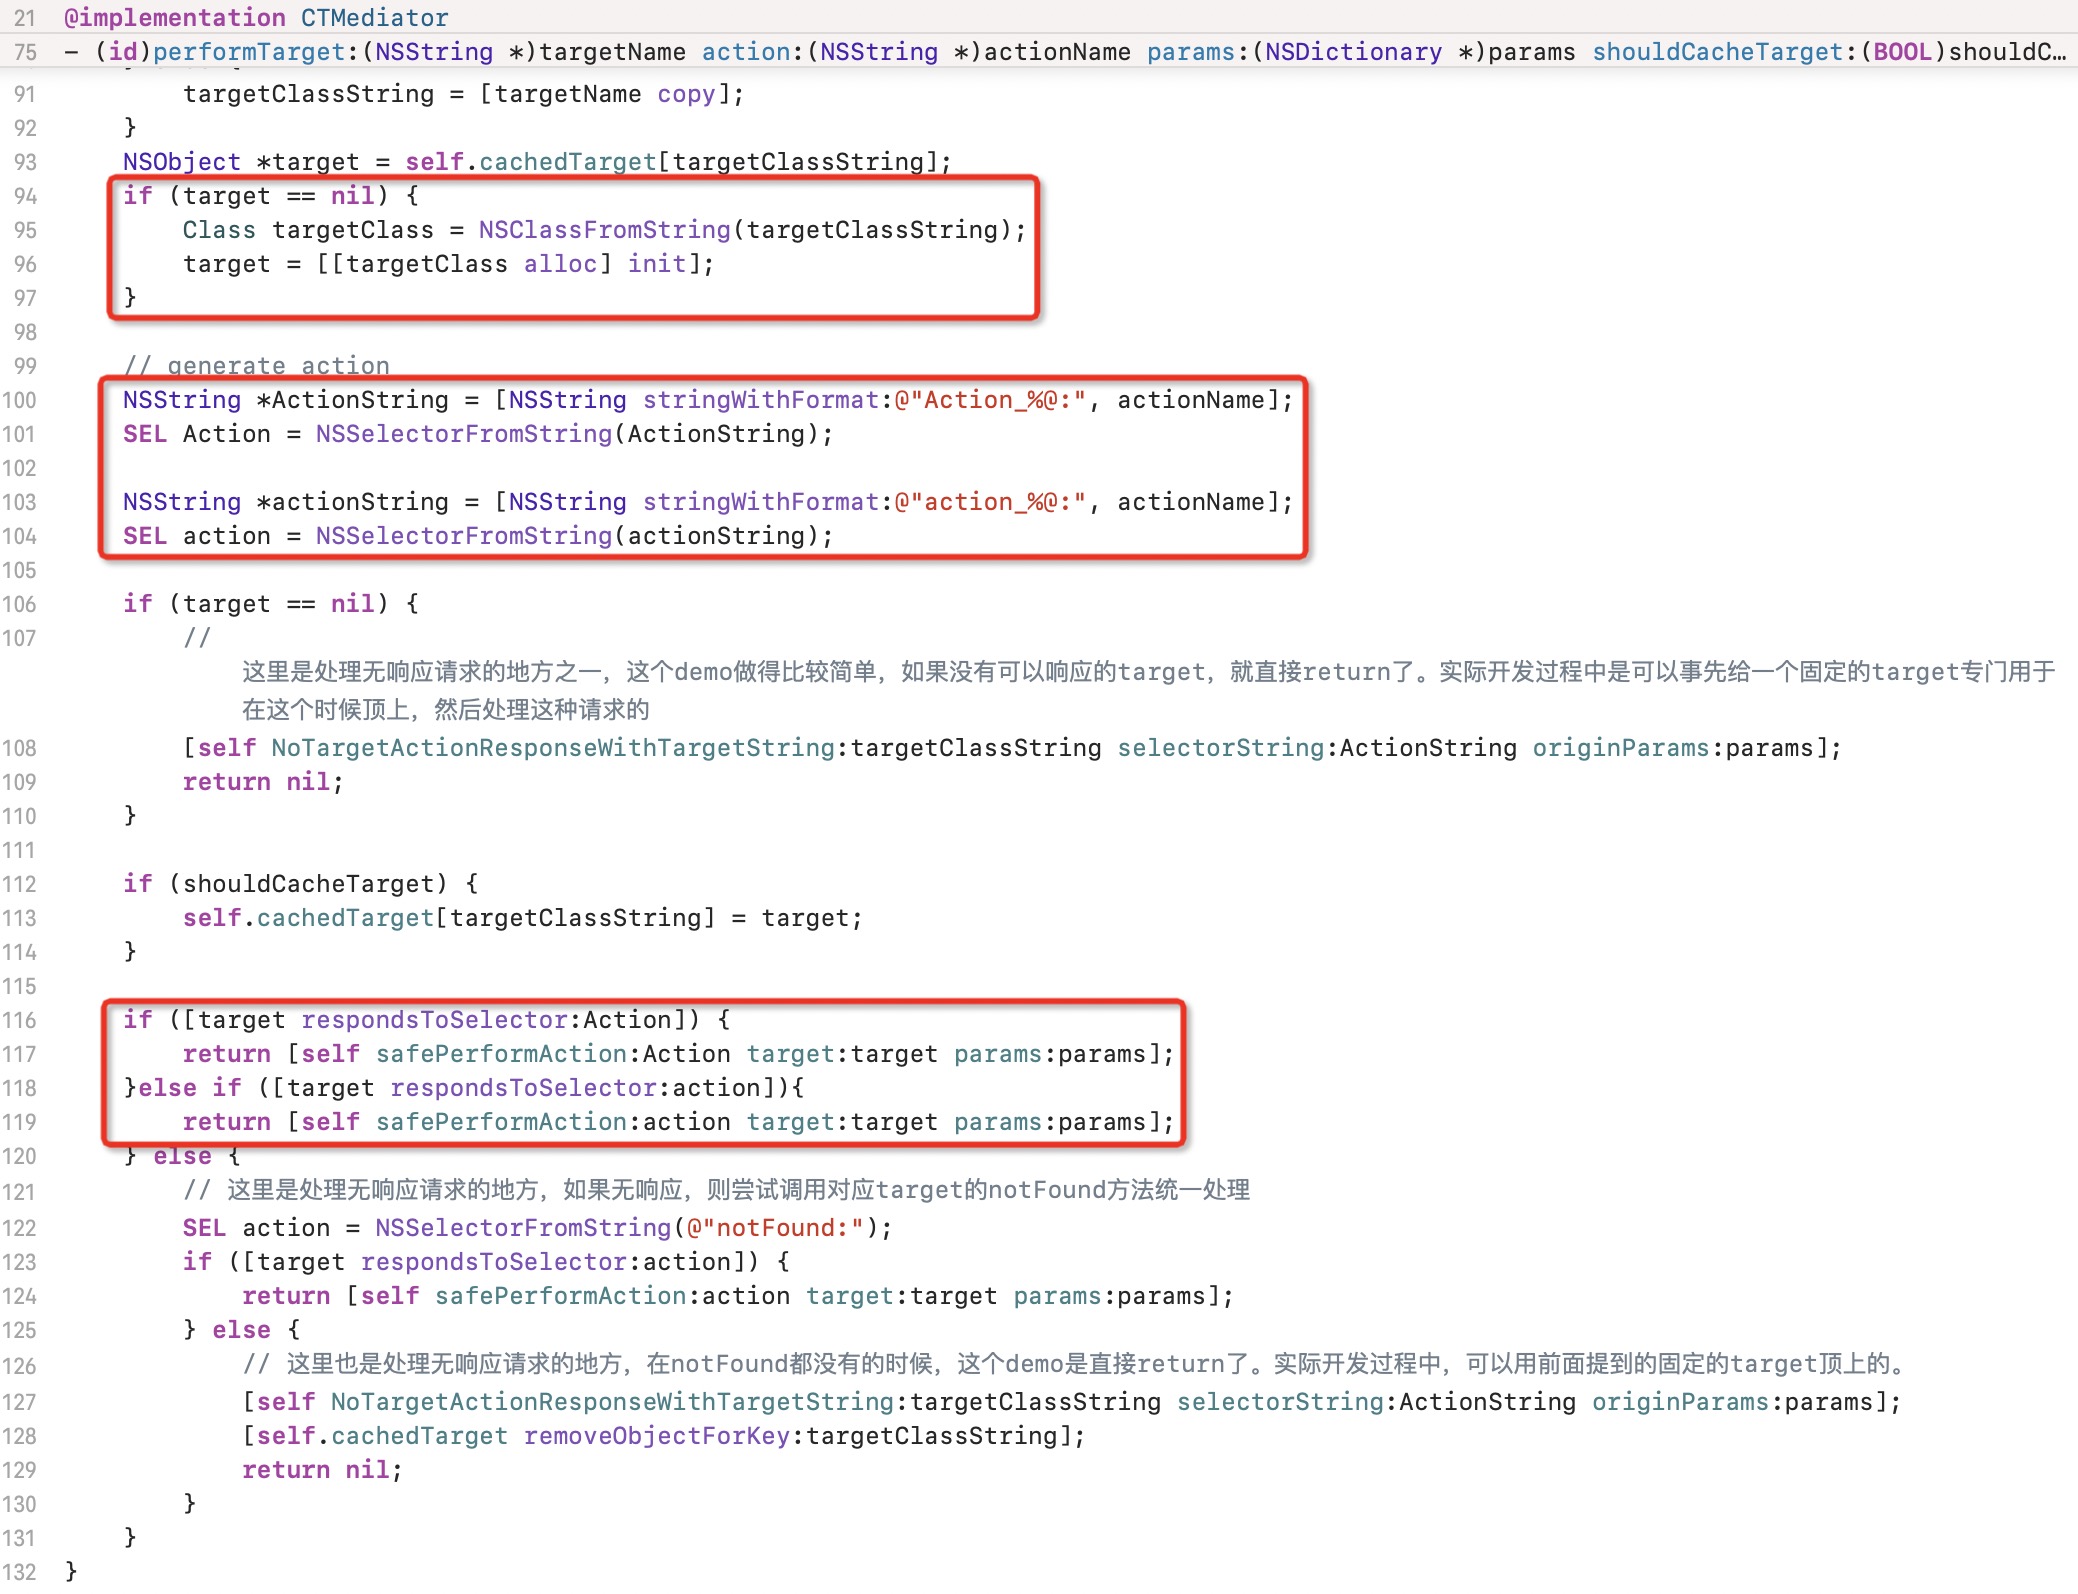 21 @implementation CTMediator
75 - (id)performTarget:(NSString *)targetName action:(NSString *)actionName params:(NSDictionary *)params shouldCacheTarget:(BOOL)shouldC…
91 targetClassString = [targetName copy];
92 }
93 NSObject *target = self.cachedTarget[targetClassString];
94 if (target == nil) {
95 Class targetClass = NSClassFromString(targetClassString);
96 target = [[targetClass alloc] init];
97 }
98
99 // generate action
100 NSString *ActionString = [NSString stringWithFormat:@"Action_%@:", actionName];
101 SEL Action = NSSelectorFromString(ActionString);
102
103 NSString *actionString = [NSString stringWithFormat:@"action_%@:", actionName];
104 SEL action = NSSelectorFromString(actionString);
105
106 if (target == nil) {
107 //
这里是处理无响应请求的地方之一，这个demo做得比较简单，如果没有可以响应的target，就直接return了。实际开发过程中是可以事先给一个固定的target专门用于
在这个时候顶上，然后处理这种请求的
108 [self NoTargetActionResponseWithTargetString:targetClassString selectorString:ActionString originParams:params];
109 return nil;
110 }
111
112 if (shouldCacheTarget) {
113 self.cachedTarget[targetClassString] = target;
114 }
115
116 if ([target respondsToSelector:Action]) {
117 return [self safePerformAction:Action target:target params:params];
118 }else if ([target respondsToSelector:action]){
119 return [self safePerformAction:action target:target params:params];
120 } else {
121 // 这里是处理无响应请求的地方，如果无响应，则尝试调用对应target的notFound方法统一处理
122 SEL action = NSSelectorFromString(@"notFound:");
123 if ([target respondsToSelector:action]) {
124 return [self safePerformAction:action target:target params:params];
125 } else {
126 // 这里也是处理无响应请求的地方，在notFound都没有的时候，这个demo是直接return了。实际开发过程中，可以用前面提到的固定的target顶上的。
127 [self NoTargetActionResponseWithTargetString:targetClassString selectorString:ActionString originParams:params];
128 [self.cachedTarget removeObjectForKey:targetClassString];
129 return nil;
130 }
131 }
132 }